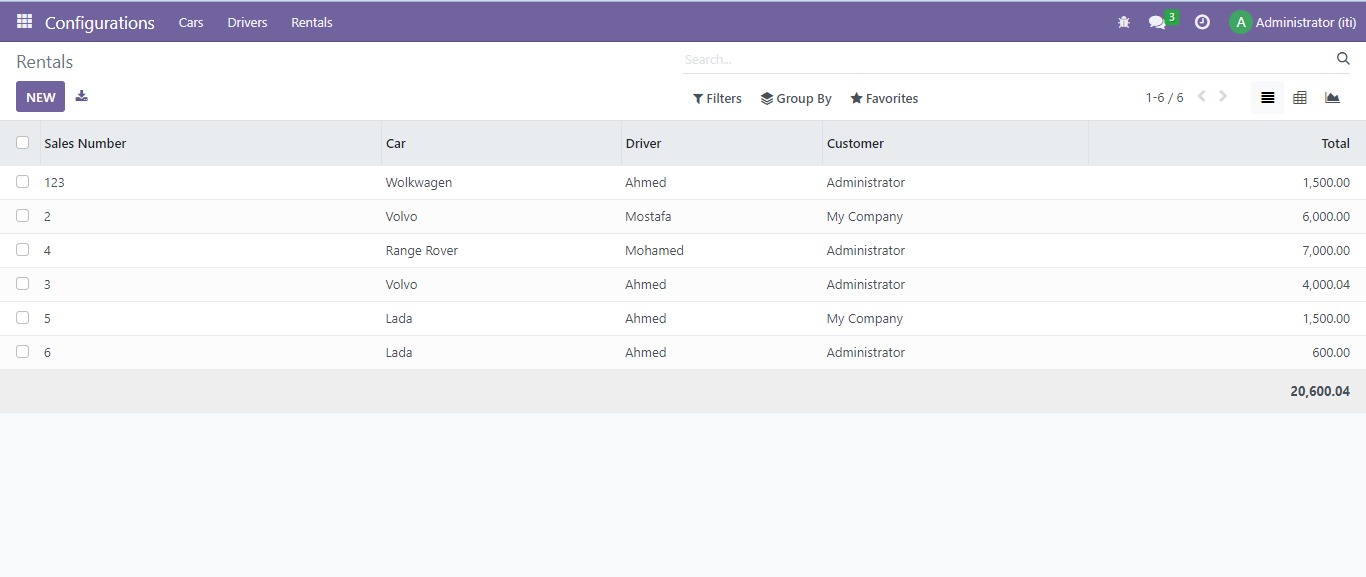 Configurations Cars Drivers Rentals 3 A Administrator (iti)
Rentals Search...
NEW Filters Group By Favorites 1-6 / 6
Sales Number Car Driver Customer Total
123 Wolkwagen Ahmed Administrator 1,500.00
2 Volvo Mostafa My Company 6,000.00
4 Range Rover Mohamed Administrator 7,000.00
3 Volvo Ahmed Administrator 4,000.04
5 Lada Ahmed My Company 1,500.00
6 Lada Ahmed Administrator 600.00
20,600.04